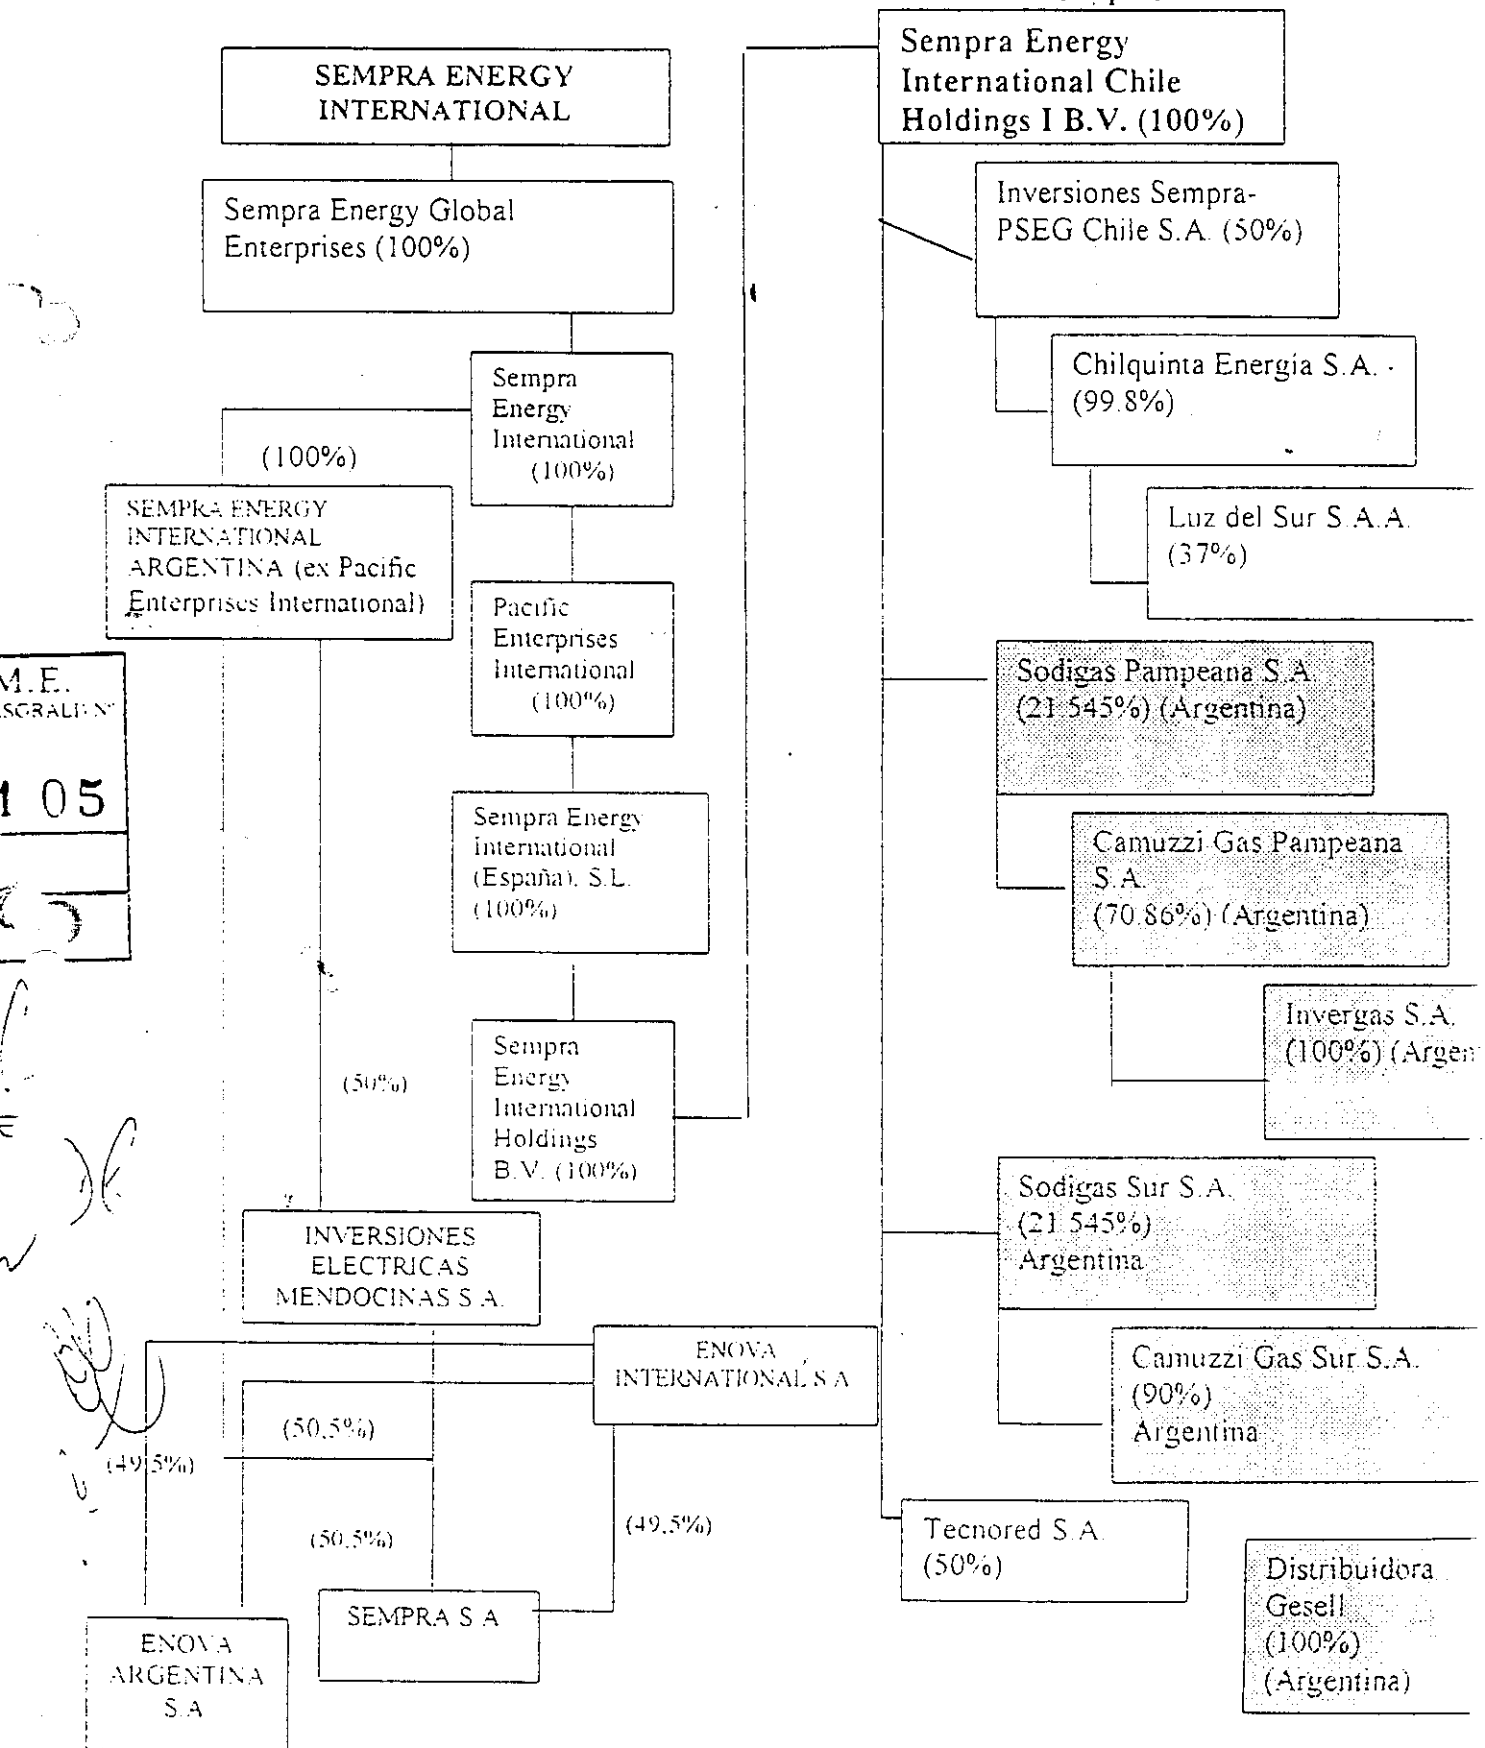 SEMPRA ENERGY
INTERNATIONAL
Sempra Energy Global
Enterprises (100%)
Sempra
Energy
International
(100%)
(100%)
SEMPRA ENERGY
INTERNATIONAL
ARGENTINA (ex Pacific
Enterprises International)
Pacific
Enterprises
International
(100%)
M.E.
1 05
Sempra Energy
International
(España). S.L.
(100%)
Sempra
Energy
International
Holdings
B.V. (100%)
(50%)
INVERSIONES
ELECTRICAS
MENDOCINAS S.A.
ENOVA
INTERNATIONAL S A
(50,5%)
(49,5%)
(50,5%)
(49,5%)
SEMPRA S A
ENOVA
ARGENTINA
S.A
Sempra Energy
International Chile
Holdings I B.V. (100%)
Inversiones Sempra-
PSEG Chile S.A. (50%)
Chilquinta Energía S.A.
(99.8%)
Luz del Sur S.A.A.
(37%)
Sodigas Pampeana S.A
(21.545%) (Argentina)
Camuzzi Gas Pampeana
S.A.
(70.86%) (Argentina)
Invergas S.A.
(100%) (Argen
Sodigas Sur S.A.
(21.545%)
Argentina
Camuzzi Gas Sur S.A.
(90%)
Argentina
Tecnored S.A.
(50%)
Distribuidora
Gesell
(100%)
(Argentina)